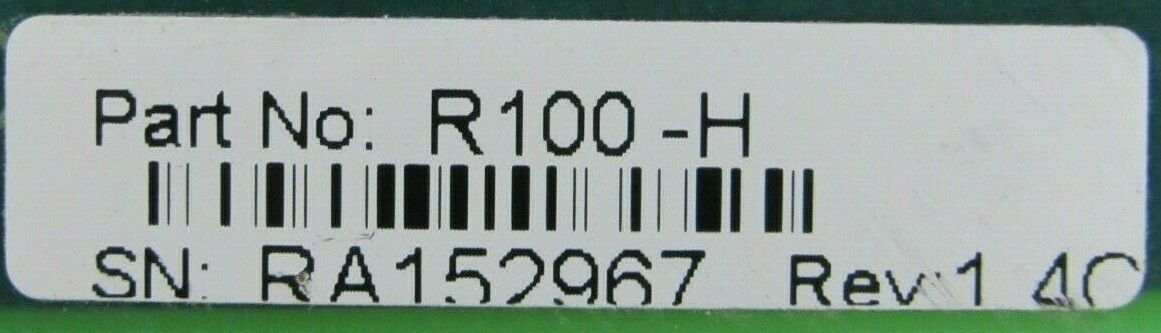 Part No: R100 -H
SN: RA152967 Rev:1.4C